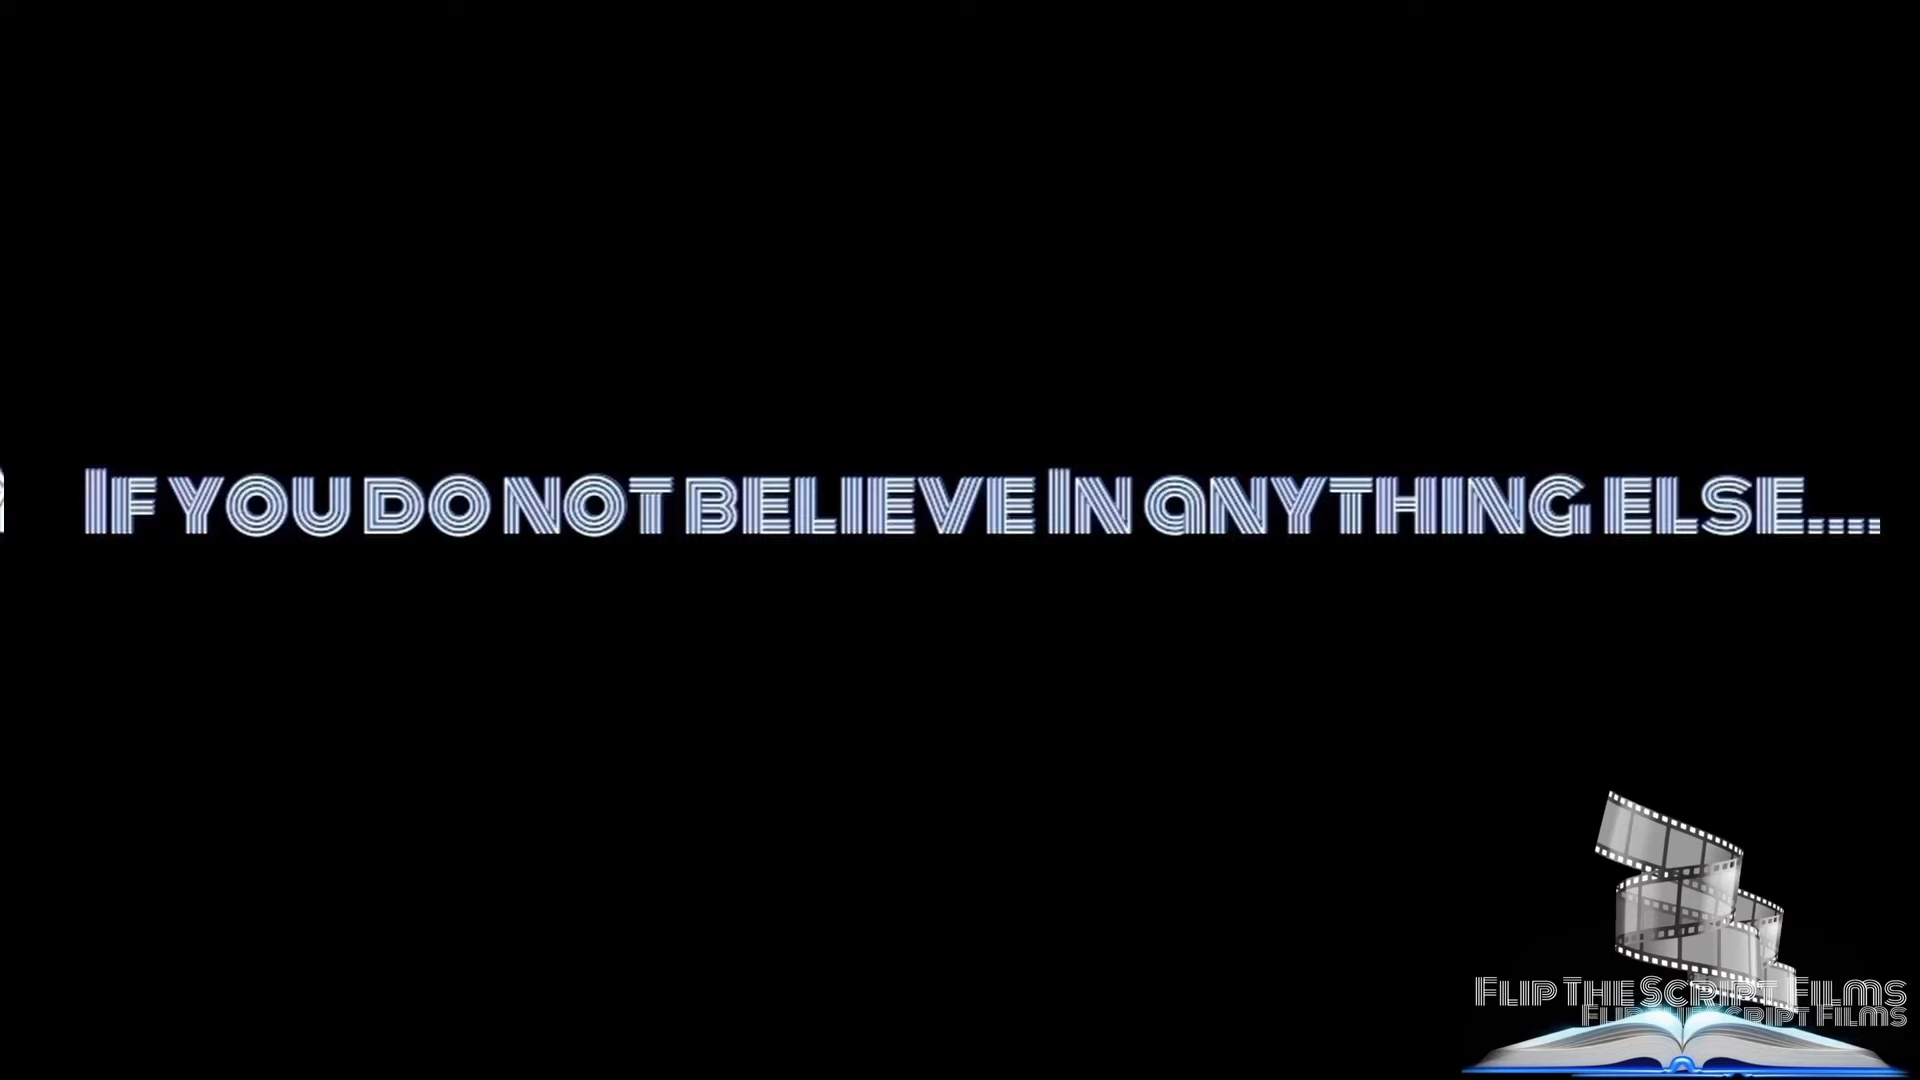 If you do not believe In anything else....
Flip The Script Films
Flip The Script Films